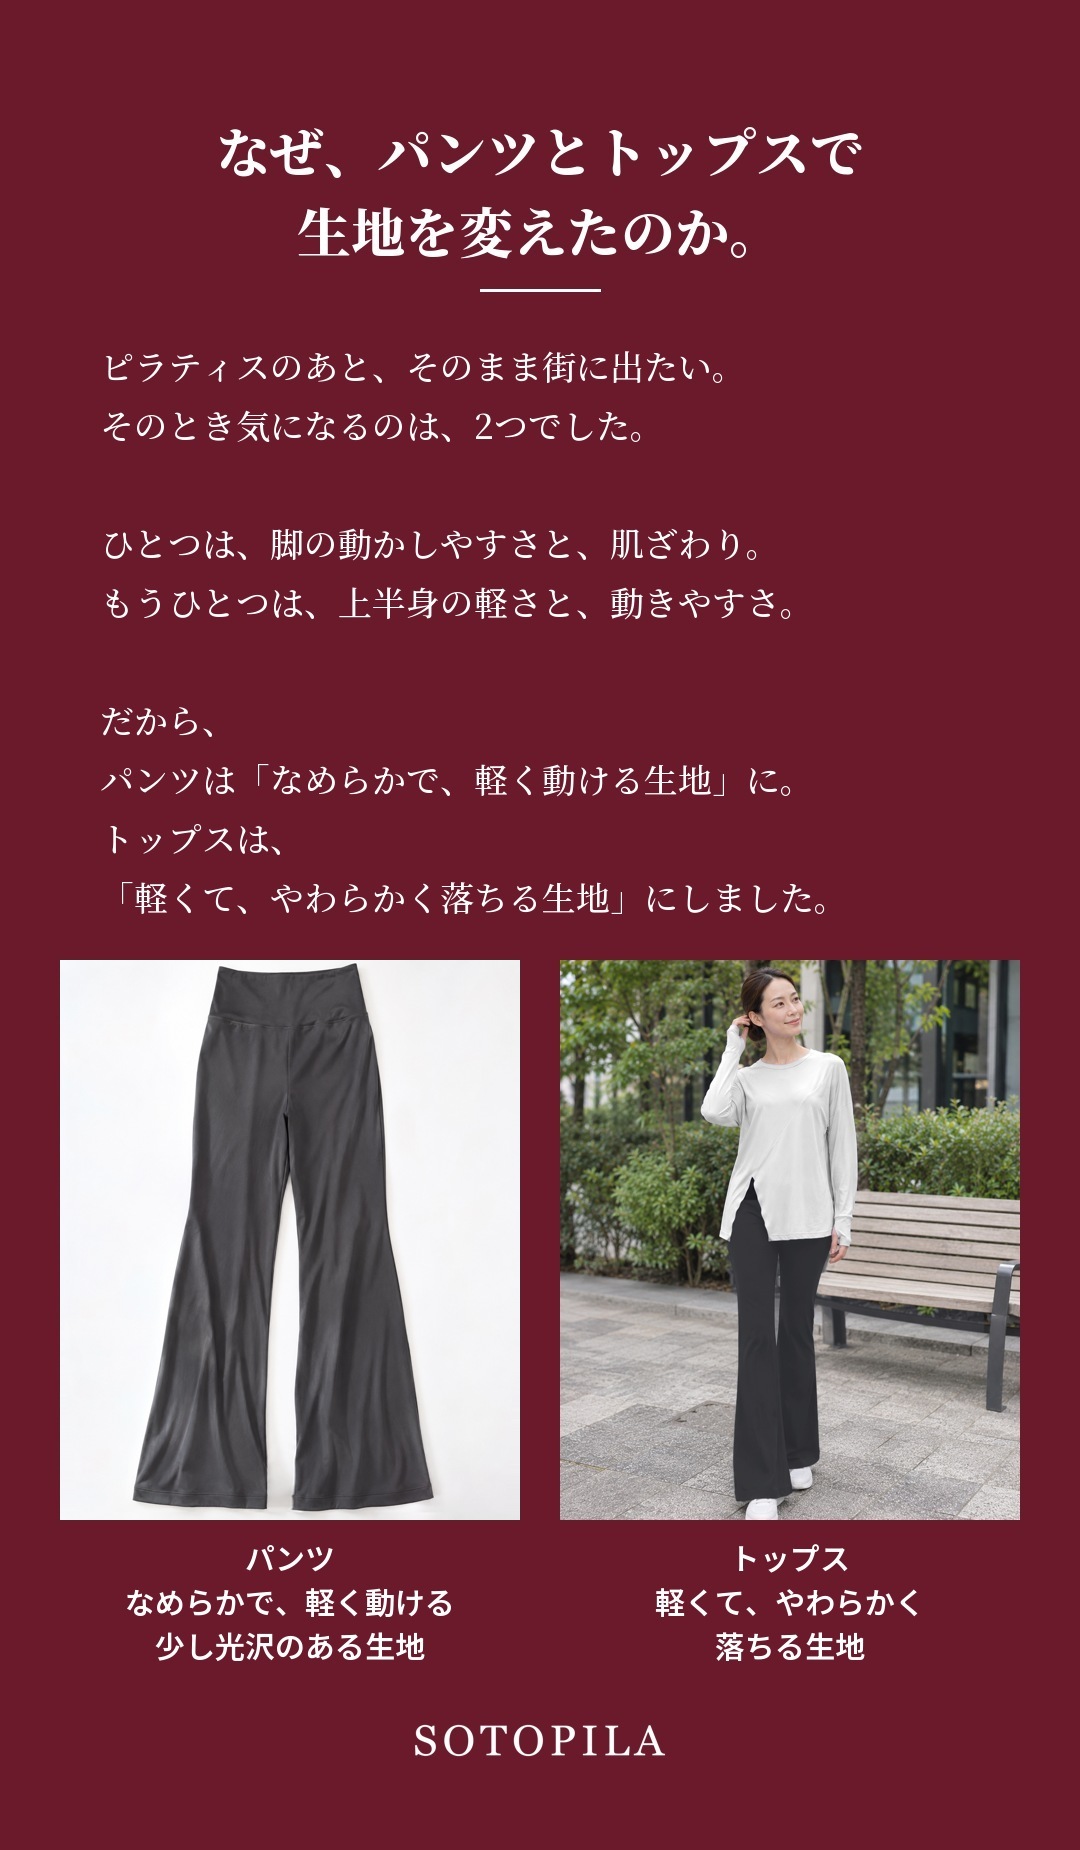 なぜ、パンツとトップスで
生地を変えたのか。
ピラティスのあと、そのまま街に出たい。
そのとき気になるのは、2つでした。
ひとつは、脚の動かしやすさと、肌ざわり。
もうひとつは、上半身の軽さと、動きやすさ。
だから、
パンツは「なめらかで、軽く動ける生地」に。
トップスは、
「軽くて、やわらかく落ちる生地」にしました。
パンツ
なめらかで、軽く動ける
少し光沢のある生地
トップス
軽くて、やわらかく
落ちる生地
SOTOPILA